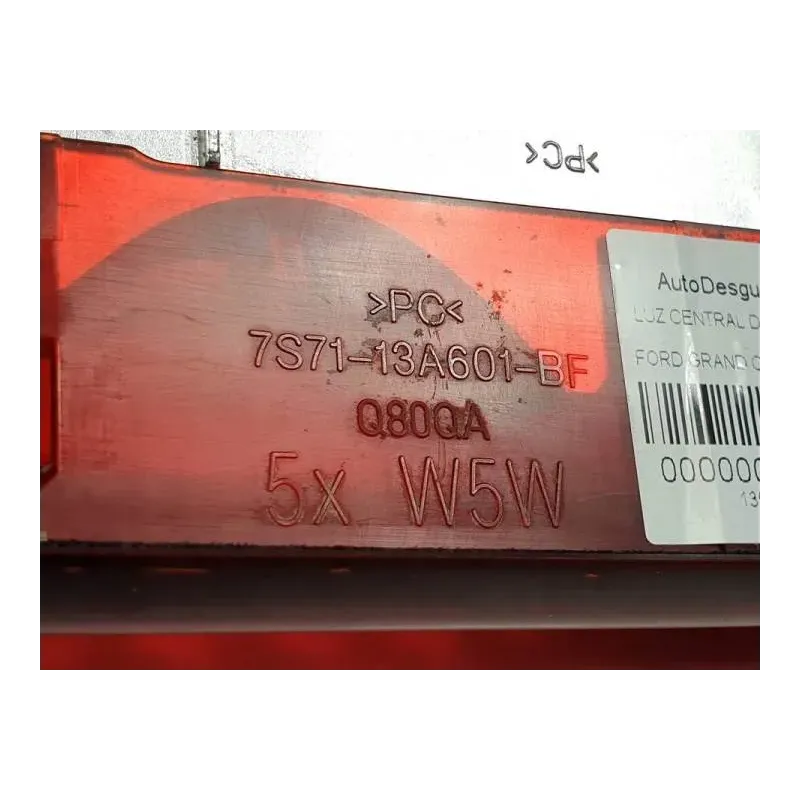 >PC<
>PC<
7S71-13A601-BF
Q80QA
5x W5W
AutoDesgu
LUZ CENTRAL D
FORD GRAND C
000000
13